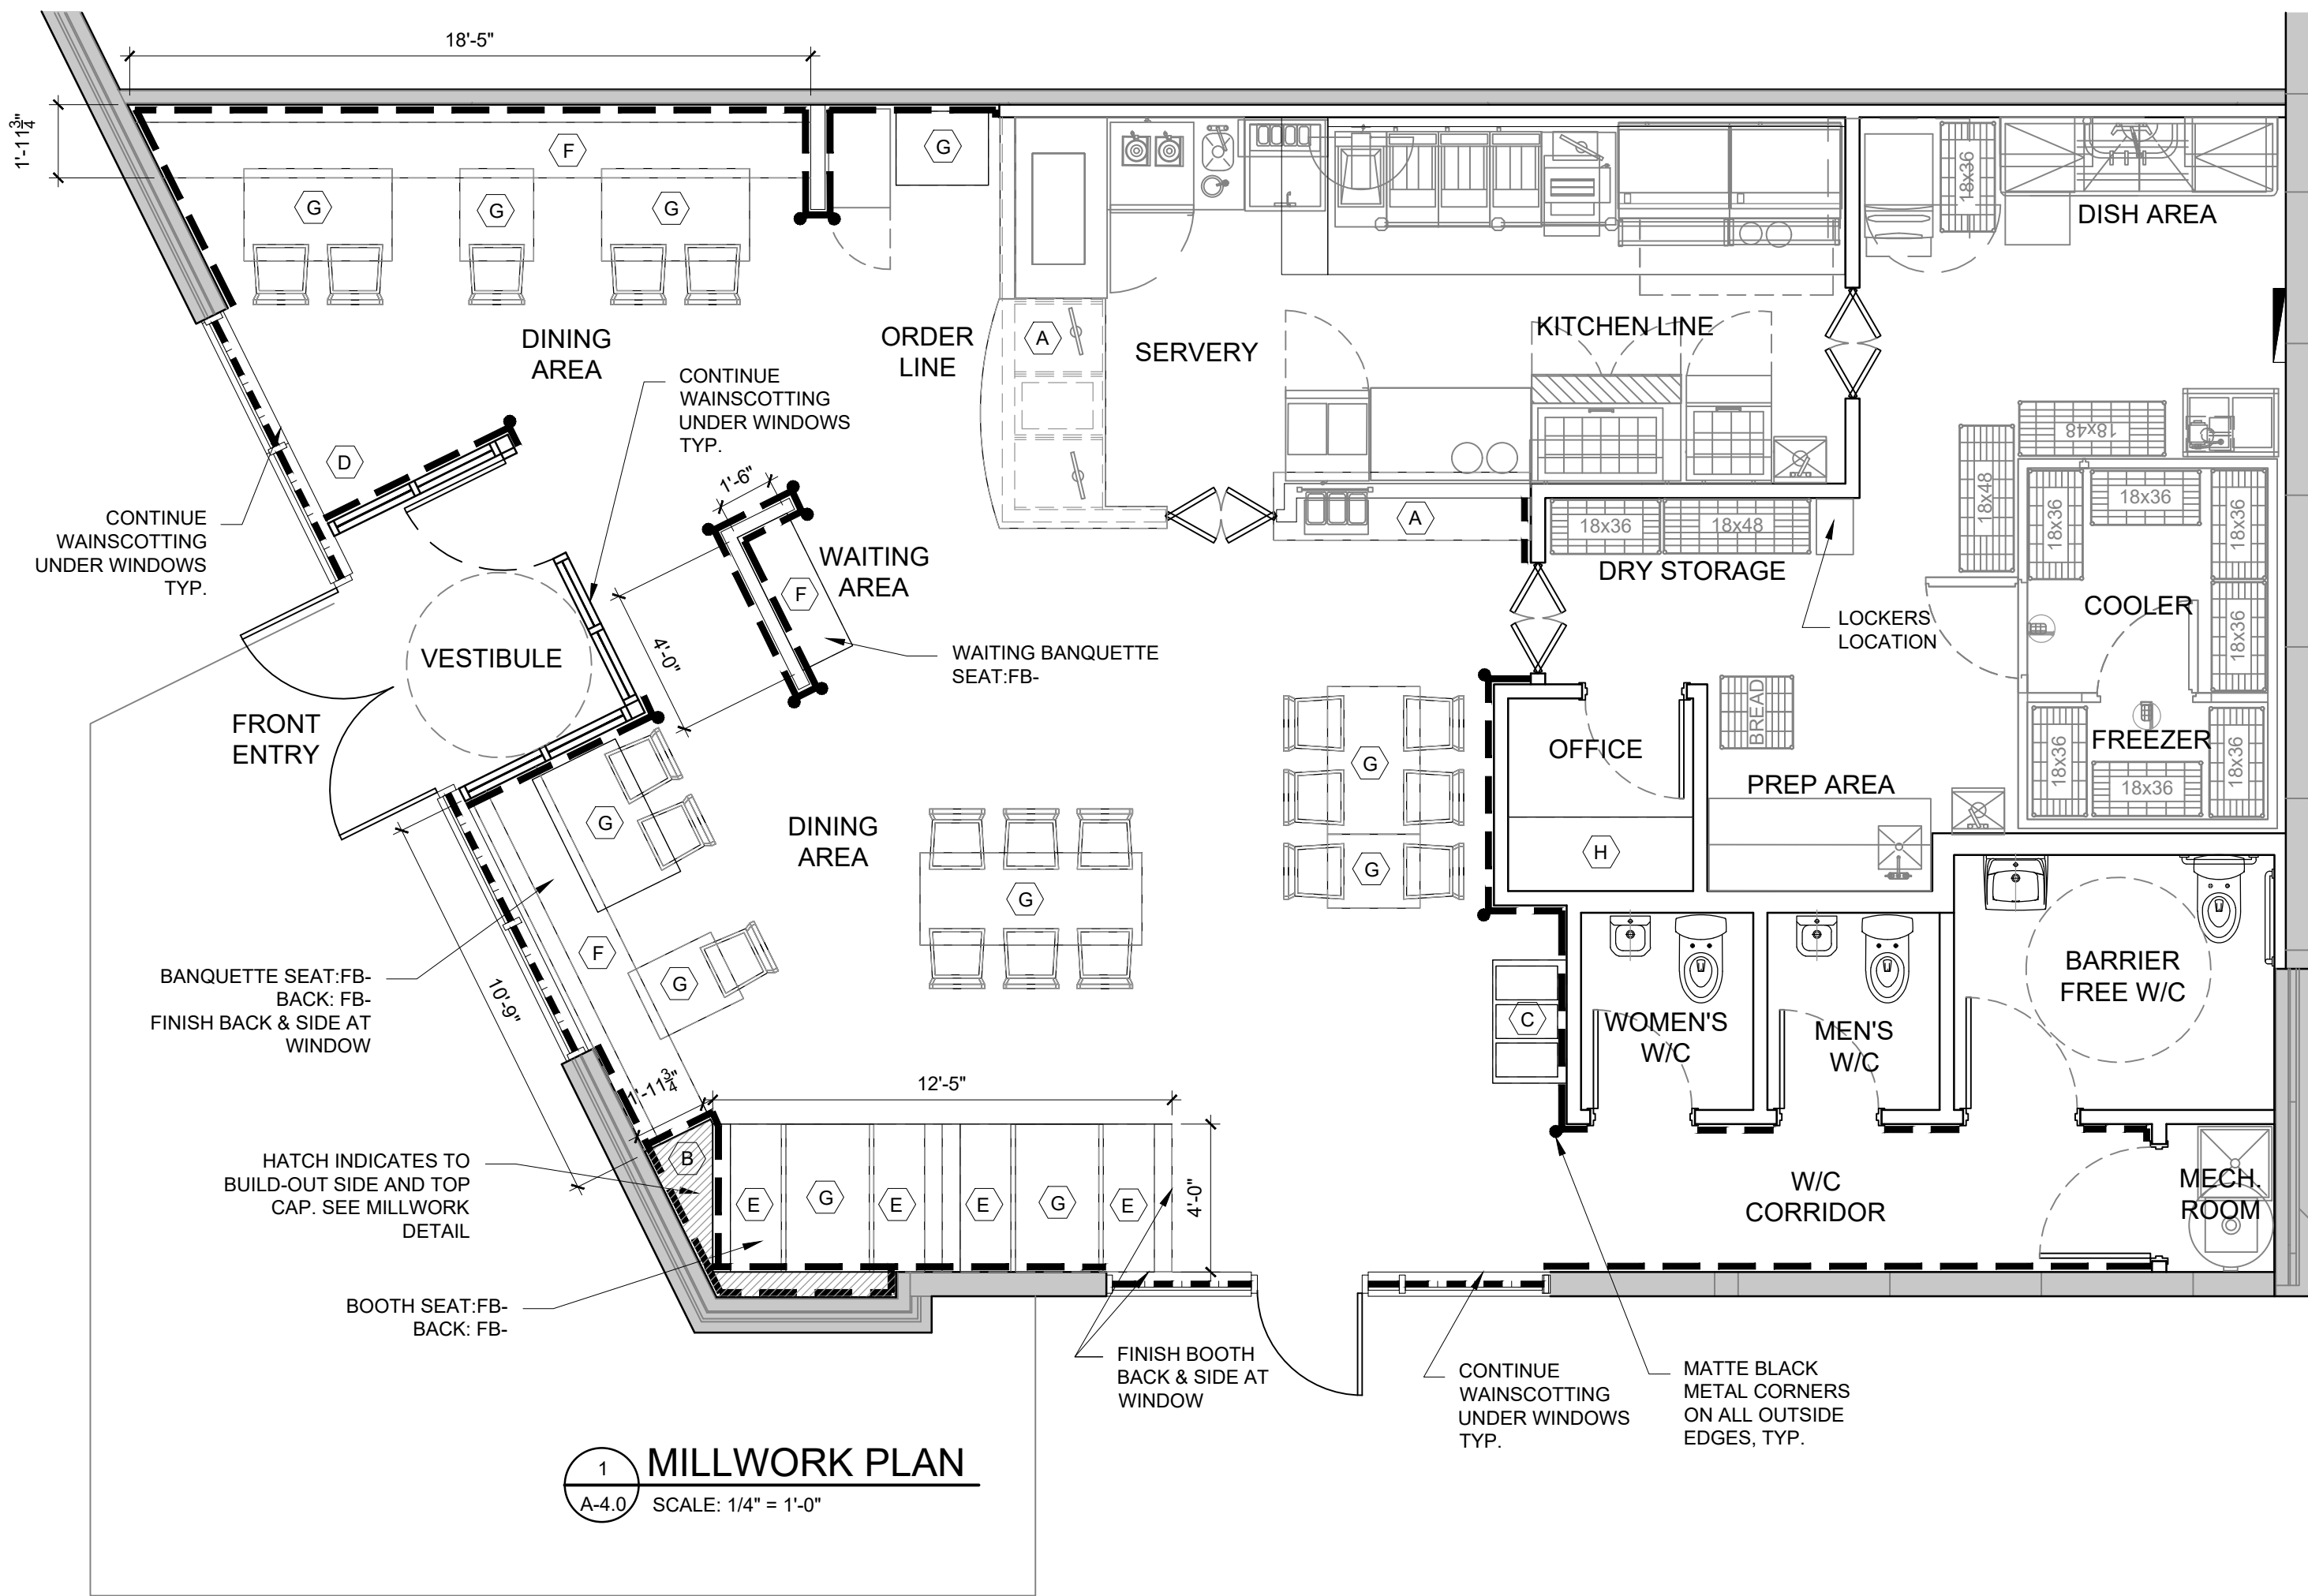 18'-5"
1'-11 3/4"
F
G
G
G
G
DISH AREA
18x36
DINING
AREA
ORDER
LINE
A
SERVERY
KITCHEN LINE
CONTINUE
WAINSCOTTING
UNDER WINDOWS
TYP.
D
1'-6"
CONTINUE
WAINSCOTTING
UNDER WINDOWS
TYP.
WAITING
AREA
F
A
18x36
18x48
18x48
18x48
18x36
18x36
18x36
18x36
DRY STORAGE
COOLER
LOCKERS
LOCATION
4'-0"
WAITING BANQUETTE
SEAT:FB-
VESTIBULE
FRONT
ENTRY
G
G
OFFICE
BREAD
FREEZER
18x36
18x36
18x36
PREP AREA
H
G
DINING
AREA
G
F
G
BANQUETTE SEAT:FB-
BACK: FB-
FINISH BACK & SIDE AT
WINDOW
10'-9"
BARRIER
FREE W/C
C
WOMEN'S
W/C
MEN'S
W/C
1'-11 3/4"
12'-5"
HATCH INDICATES TO
BUILD-OUT SIDE AND TOP
CAP. SEE MILLWORK
DETAIL
B
E
G
E
E
G
E
4'-0"
W/C
CORRIDOR
MECH.
ROOM
BOOTH SEAT:FB-
BACK: FB-
FINISH BOOTH
BACK & SIDE AT
WINDOW
CONTINUE
WAINSCOTTING
UNDER WINDOWS
TYP.
MATTE BLACK
METAL CORNERS
ON ALL OUTSIDE
EDGES, TYP.
1
A-4.0
MILLWORK PLAN
SCALE: 1/4" = 1'-0"